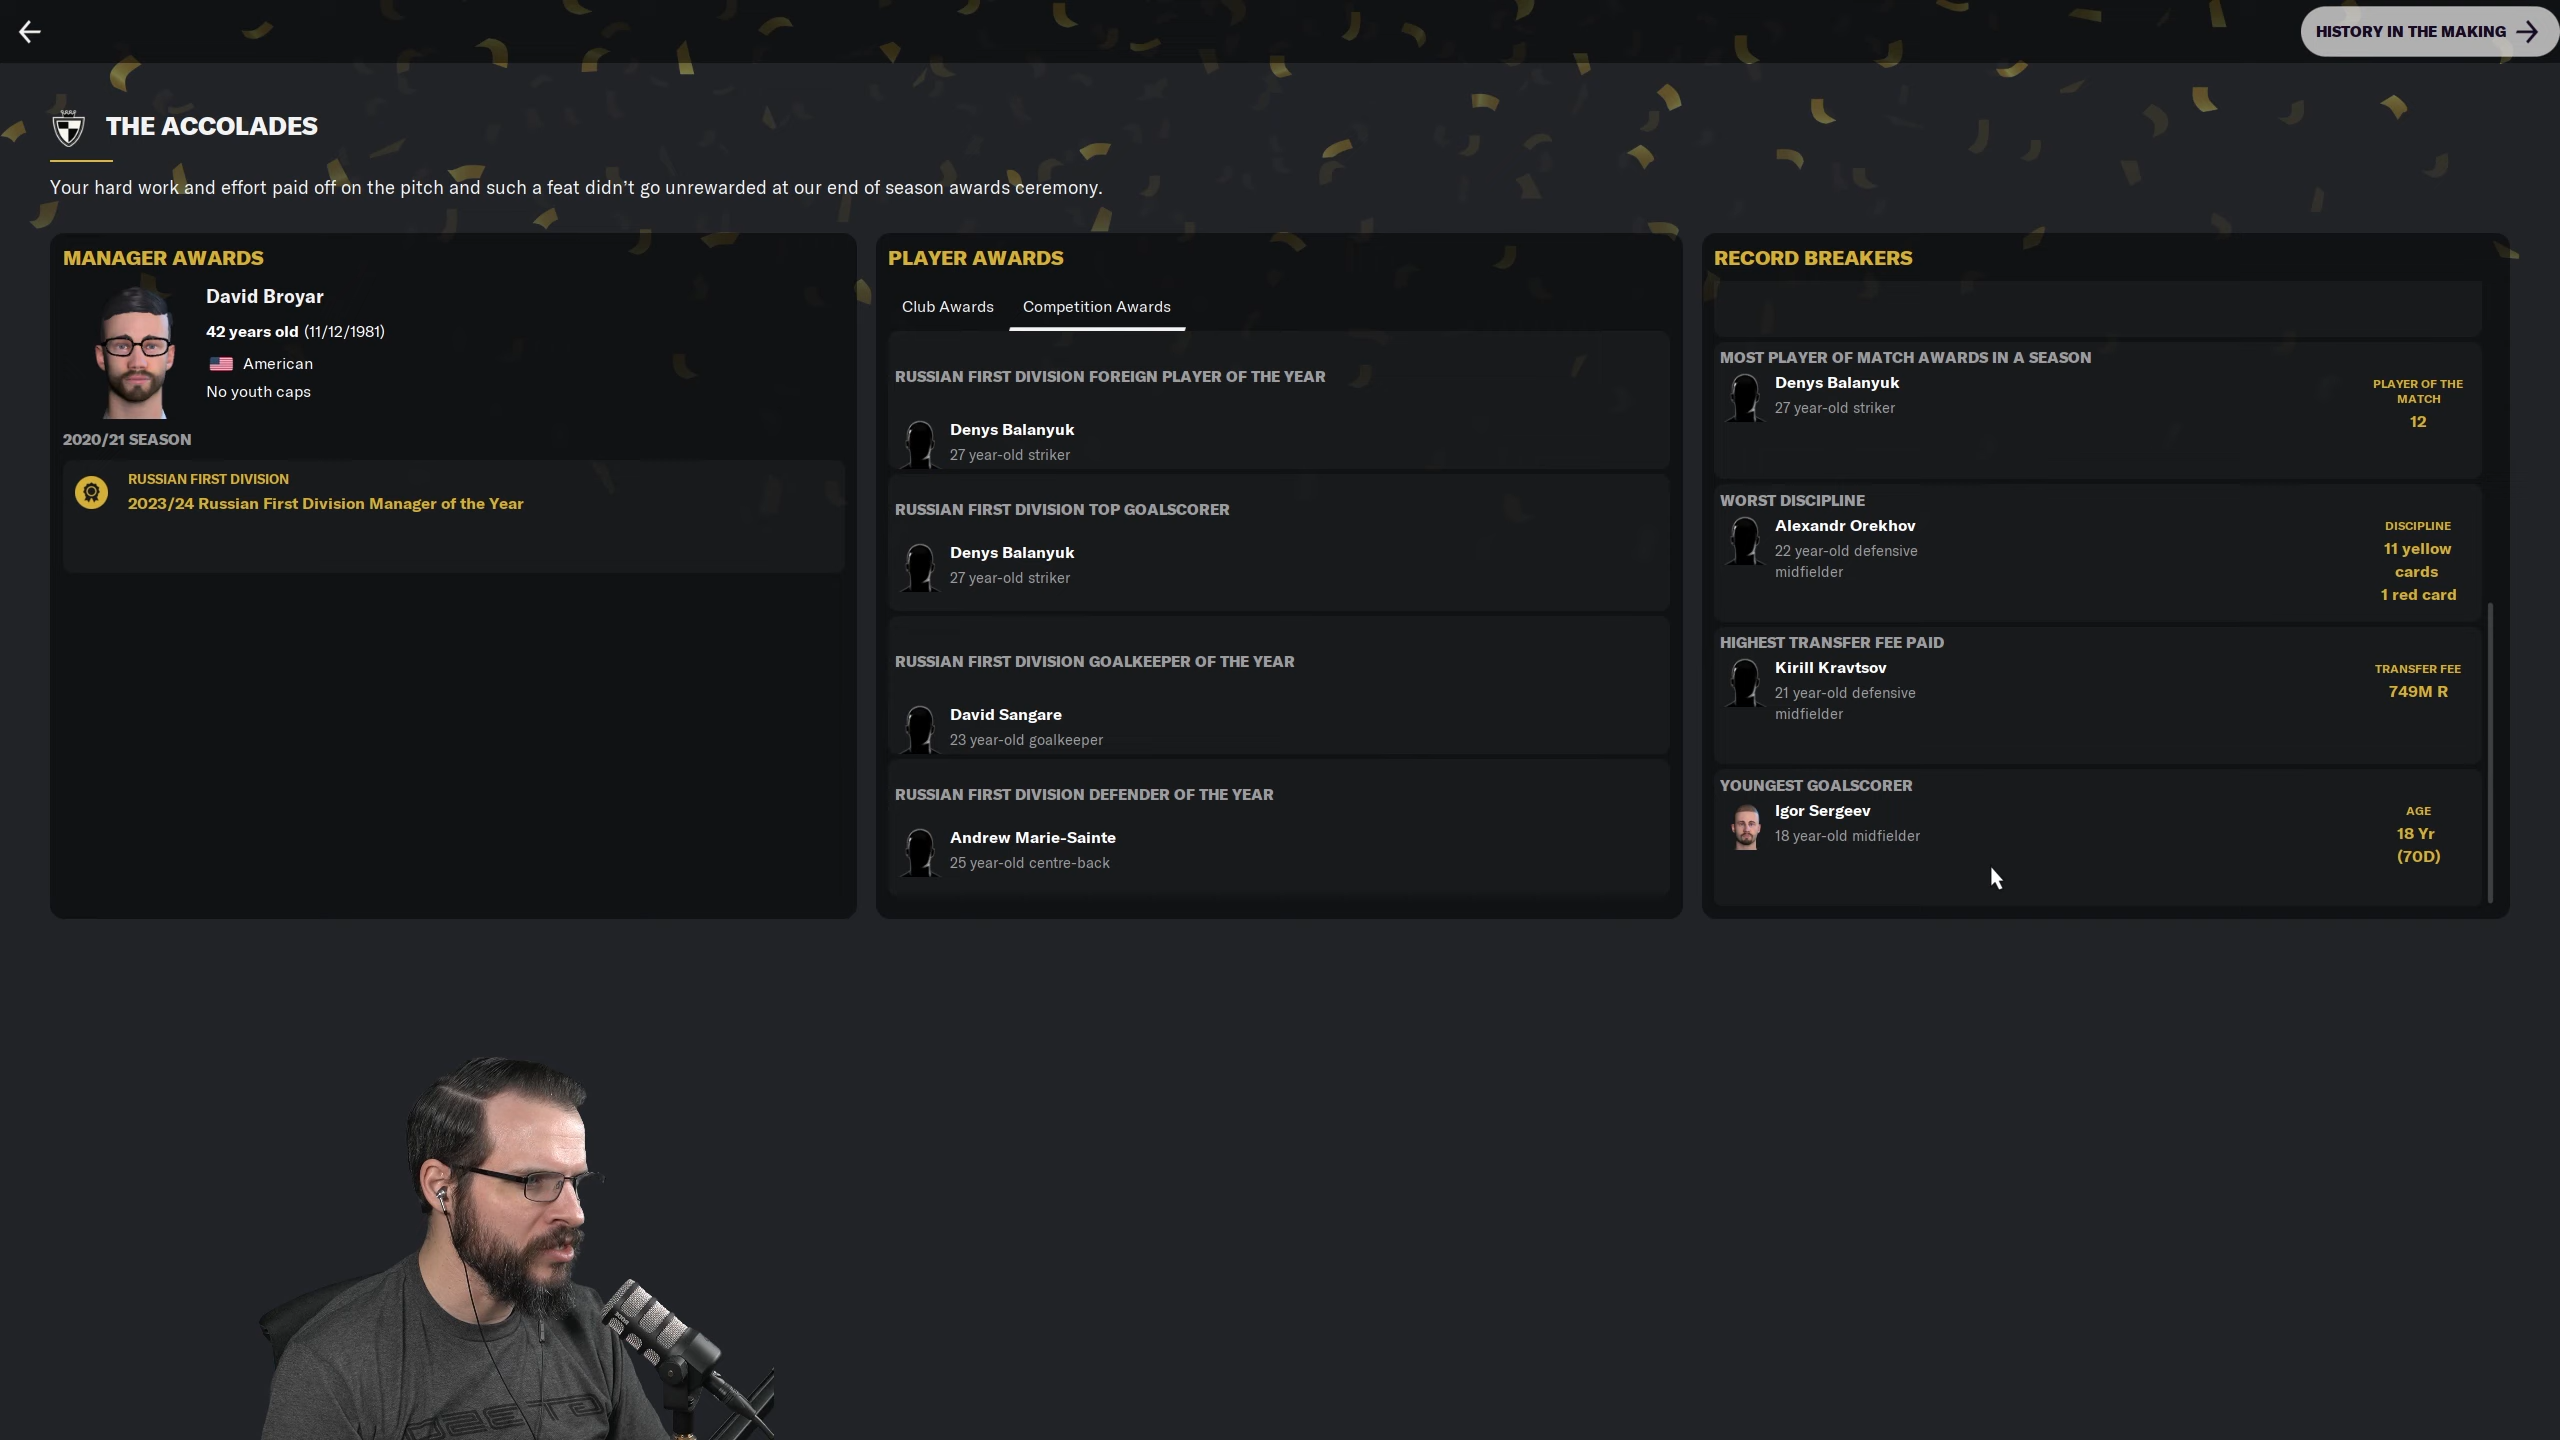 HISTORY IN THE MAKING
THE ACCOLADES
Your hard work and effort paid off on the pitch and such a feat didn't go unrewarded at our end of season awards ceremony.
MANAGER AWARDS
David Broyar
42 years old (11/12/1981)
American
No youth caps
2020/21 SEASON
RUSSIAN FIRST DIVISION
2023/24 Russian First Division Manager of the Year
PLAYER AWARDS
Club Awards
Competition Awards
RUSSIAN FIRST DIVISION FOREIGN PLAYER OF THE YEAR
Denys Balanyuk
27 year-old striker
RUSSIAN FIRST DIVISION TOP GOALSCORER
Denys Balanyuk
27 year-old striker
RUSSIAN FIRST DIVISION GOALKEEPER OF THE YEAR
David Sangare
23 year-old goalkeeper
RUSSIAN FIRST DIVISION DEFENDER OF THE YEAR
Andrew Marie-Sainte
25 year-old centre-back
RECORD BREAKERS
MOST PLAYER OF MATCH AWARDS IN A SEASON
Denys Balanyuk
27 year-old striker
PLAYER OF THE
MATCH
12
WORST DISCIPLINE
Alexandr Orekhov
22 year-old defensive
midfielder
DISCIPLINE
11 yellow
cards
1 red card
HIGHEST TRANSFER FEE PAID
Kirill Kravtsov
21 year-old defensive
midfielder
TRANSFER FEE
749M R
YOUNGEST GOALSCORER
Igor Sergeev
18 year-old midfielder
AGE
18 Yr
(70D)